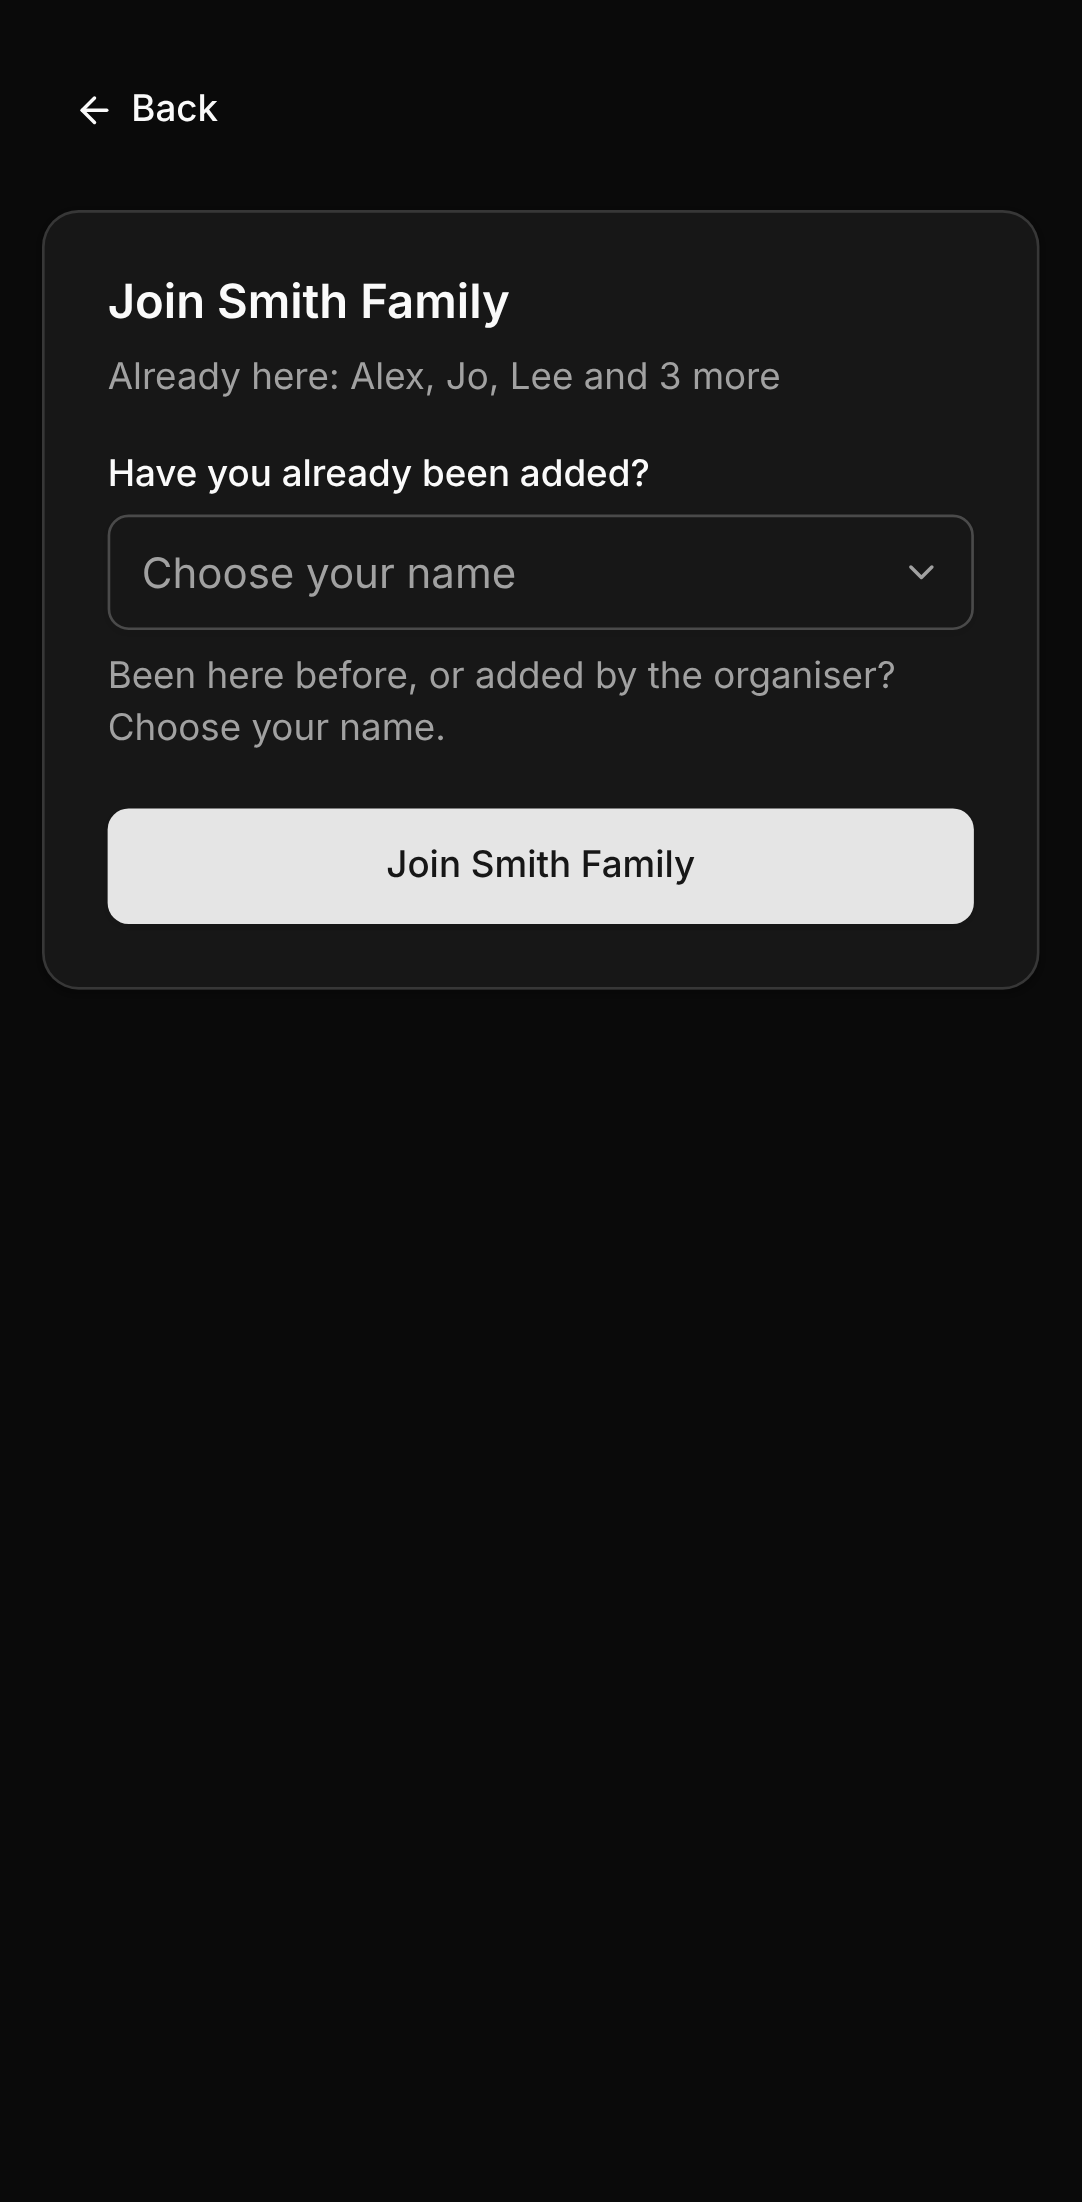 Back
Join Smith Family
Already here: Alex, Jo, Lee and 3 more
Have you already been added?
Choose your name
Been here before, or added by the organiser?
Choose your name.
Join Smith Family